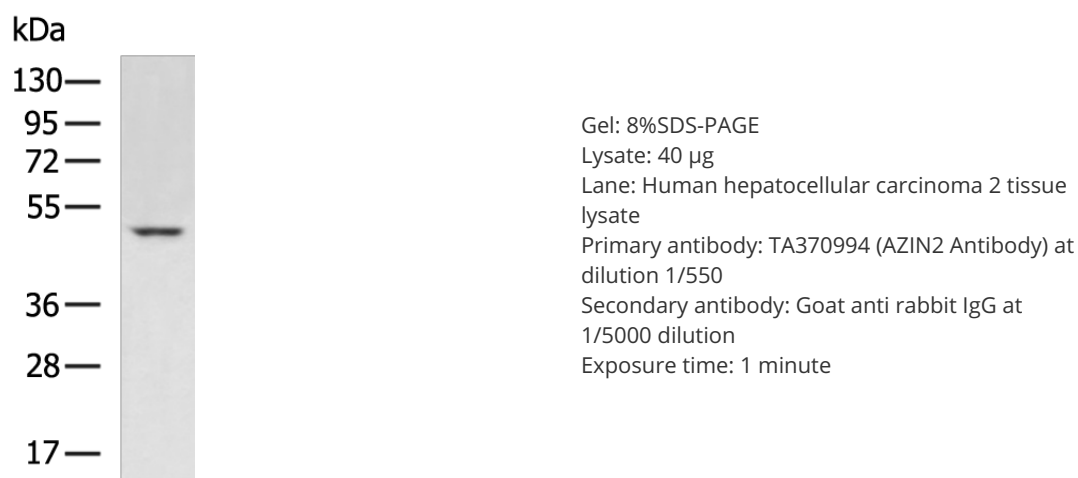 kDa
130
95
72
55
36
28
17
Gel: 8%SDS-PAGE
Lysate: 40 µg
Lane: Human hepatocellular carcinoma 2 tissue
lysate
Primary antibody: TA370994 (AZIN2 Antibody) at
dilution 1/550
Secondary antibody: Goat anti rabbit IgG at
1/5000 dilution
Exposure time: 1 minute